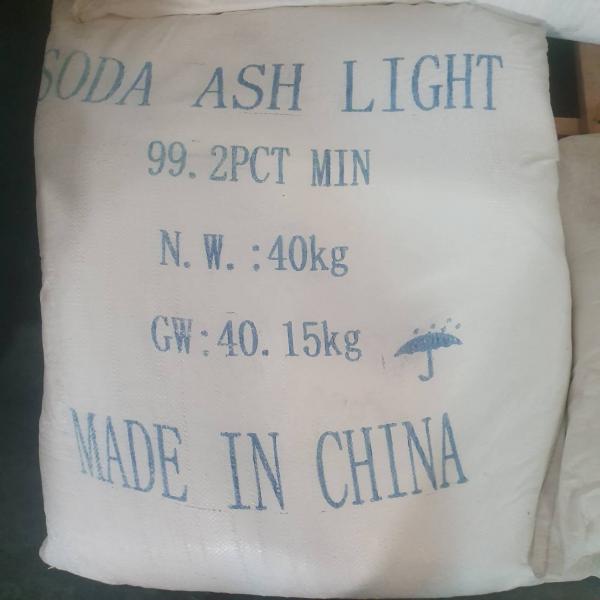 SODA ASH LIGHT
99.2PCT MIN
N.W.:40kg
GW:40.15kg
MADE IN CHINA